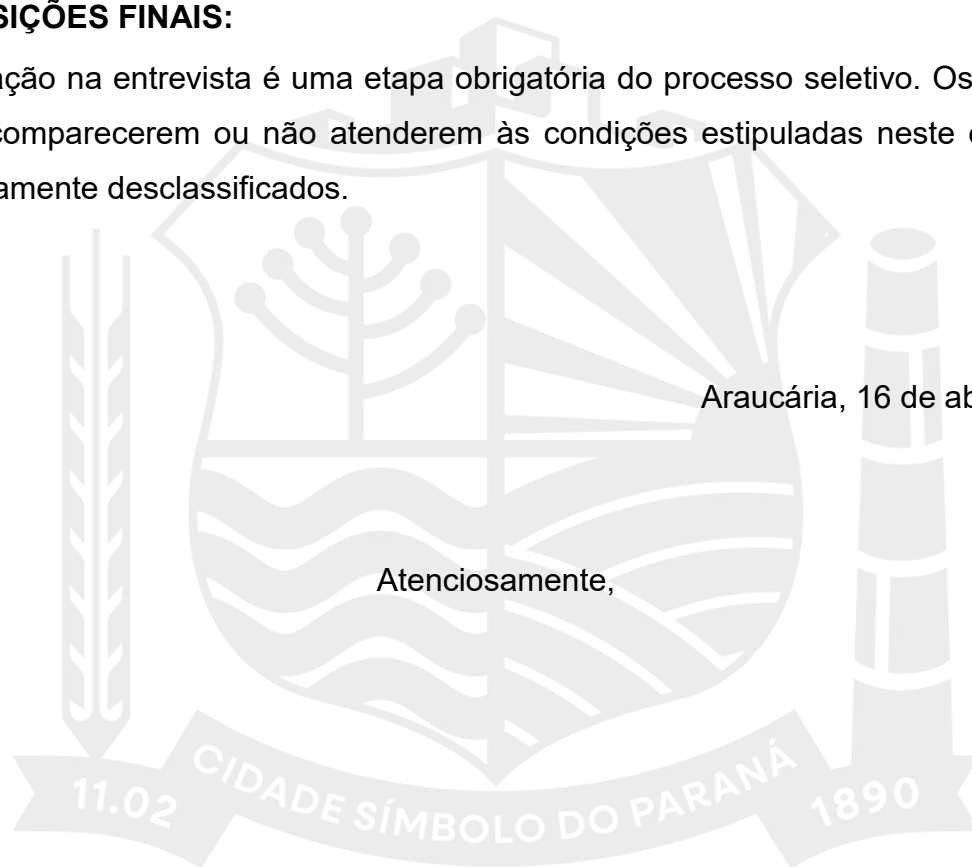 SIÇÕES FINAIS:
ação na entrevista é uma etapa obrigatória do processo seletivo. Os
comparecerem ou não atenderem às condições estipuladas neste
amente desclassificados.
Araucária, 16 de ab
Atenciosamente,
11.02 CIDADE SÍMBOLO DO PARANÁ 1890